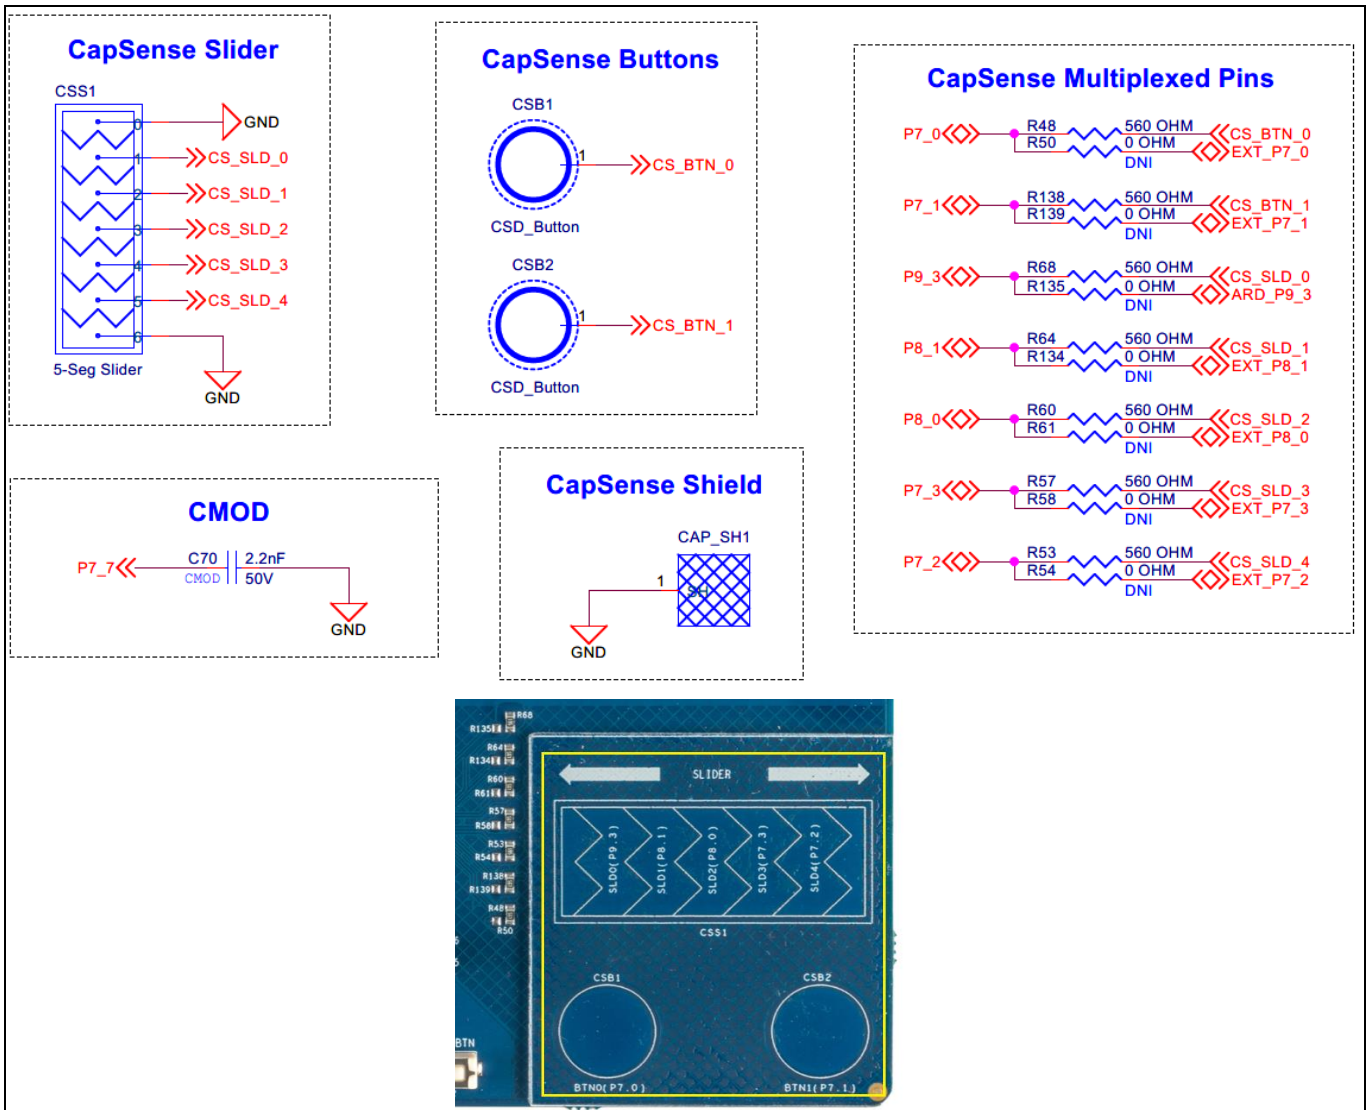 CapSense Slider
CSS1
0
GND
1
CS_SLD_0
2
CS_SLD_1
3
CS_SLD_2
4
CS_SLD_3
5
CS_SLD_4
6
5-Seg Slider
GND
CapSense Buttons
CSB1
1
CS_BTN_0
CSD_Button
CSB2
1
CS_BTN_1
CSD_Button
CapSense Multiplexed Pins
P7_0 R48 560 OHM CS_BTN_0
R50 0 OHM EXT_P7_0
DNI
P7_1 R138 560 OHM CS_BTN_1
R139 0 OHM EXT_P7_1
DNI
P9_3 R68 560 OHM CS_SLD_0
R135 0 OHM ARD_P9_3
DNI
P8_1 R64 560 OHM CS_SLD_1
R134 0 OHM EXT_P8_1
DNI
P8_0 R60 560 OHM CS_SLD_2
R61 0 OHM EXT_P8_0
DNI
P7_3 R57 560 OHM CS_SLD_3
R58 0 OHM EXT_P7_3
DNI
P7_2 R53 560 OHM CS_SLD_4
R54 0 OHM EXT_P7_2
DNI
CMOD
P7_7 C70 2.2nF
CMOD 50V
GND
CapSense Shield
CAP_SH1
1
SH
GND
R68
R135
R64
R134
R60
R61
R57
R58
R53
R54
R138
R139
R48
R50
SLIDER
SLD0(P9.3)
SLD1(P8.1)
SLD2(P8.0)
SLD3(P7.3)
SLD4(P7.2)
CSS1
CSB1
CSB2
BTN
BTN0(P7.0)
BTN1(P7.1)